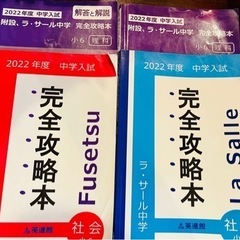 2022年度 中学入試 解答と解説
附設、ラ・サール中学 完全攻略本
小6 理科
2022年度 中学入試
附設、ラ・サール中学 完全攻略本
小6 理科
2022年度 中学入試
完全攻略本
Fusetsu
英進館
社会
2022年度 中学入試
完全攻略本
La Salle
ラ・サール中学
英進館
社